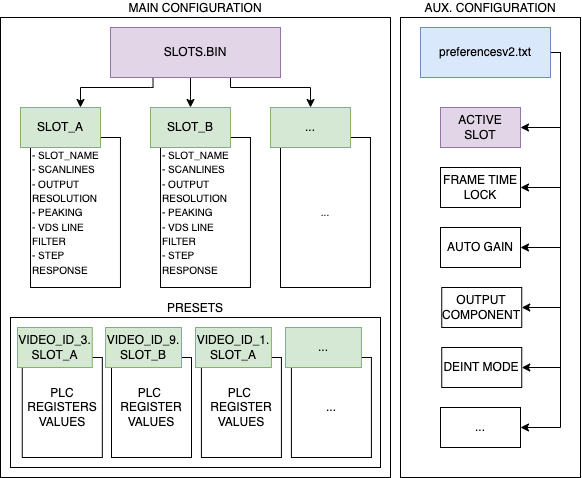 MAIN CONFIGURATION
SLOTS.BIN
SLOT_A
- SLOT_NAME
- SCANLINES
- OUTPUT
RESOLUTION
- PEAKING
- VDS LINE
FILTER
- STEP
RESPONSE
SLOT_B
- SLOT_NAME
- SCANLINES
- OUTPUT
RESOLUTION
- PEAKING
- VDS LINE
FILTER
- STEP
RESPONSE
...
...
PRESETS
VIDEO_ID_3.
SLOT_A
PLC
REGISTERS
VALUES
VIDEO_ID_9.
SLOT_B
PLC
REGISTER
VALUES
VIDEO_ID_1.
SLOT_A
PLC
REGISTER
VALUES
...
...
AUX. CONFIGURATION
preferencesv2.txt
ACTIVE
SLOT
FRAME TIME
LOCK
AUTO GAIN
OUTPUT
COMPONENT
DEINT MODE
...